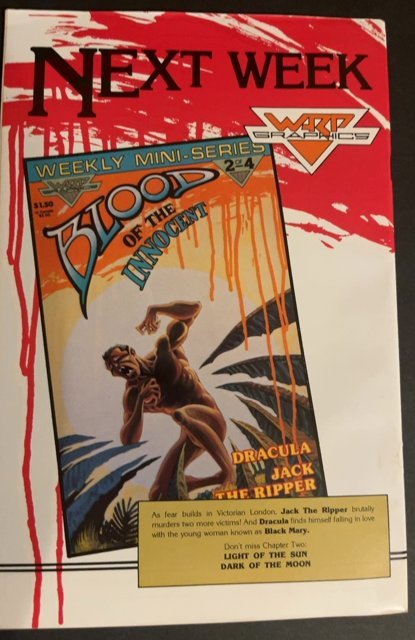 NEXT WEEK
WARP
GRAPHICS
WEEKLY MINI-SERIES
WARP
GRAPHICS
2 OF 4
$1.50
BLOOD
OF THE
INNOCENT
DRACULA
JACK
THE RIPPER
As fear builds in Victorian London, Jack The Ripper brutally
murders two more victims! And Dracula finds himself falling in love
with the young woman known as Black Mary.
Don't miss Chapter Two:
LIGHT OF THE SUN
DARK OF THE MOON